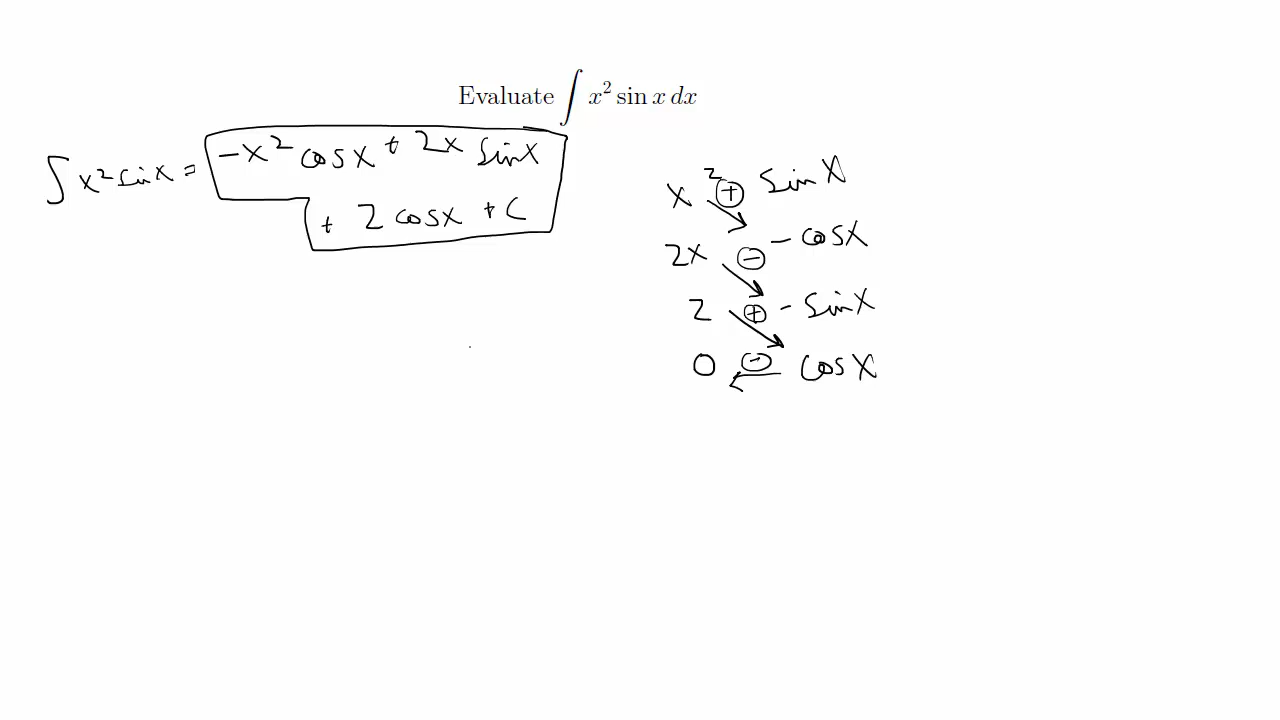 Evaluate ∫ x² sin x dx
∫ x² sin x = -x² cos x + 2x sin x
+ 2 cos x + C
x² ⊕ sin x
2x ⊖ - cos x
2 ⊕ - sin x
0 ⊖ cos x